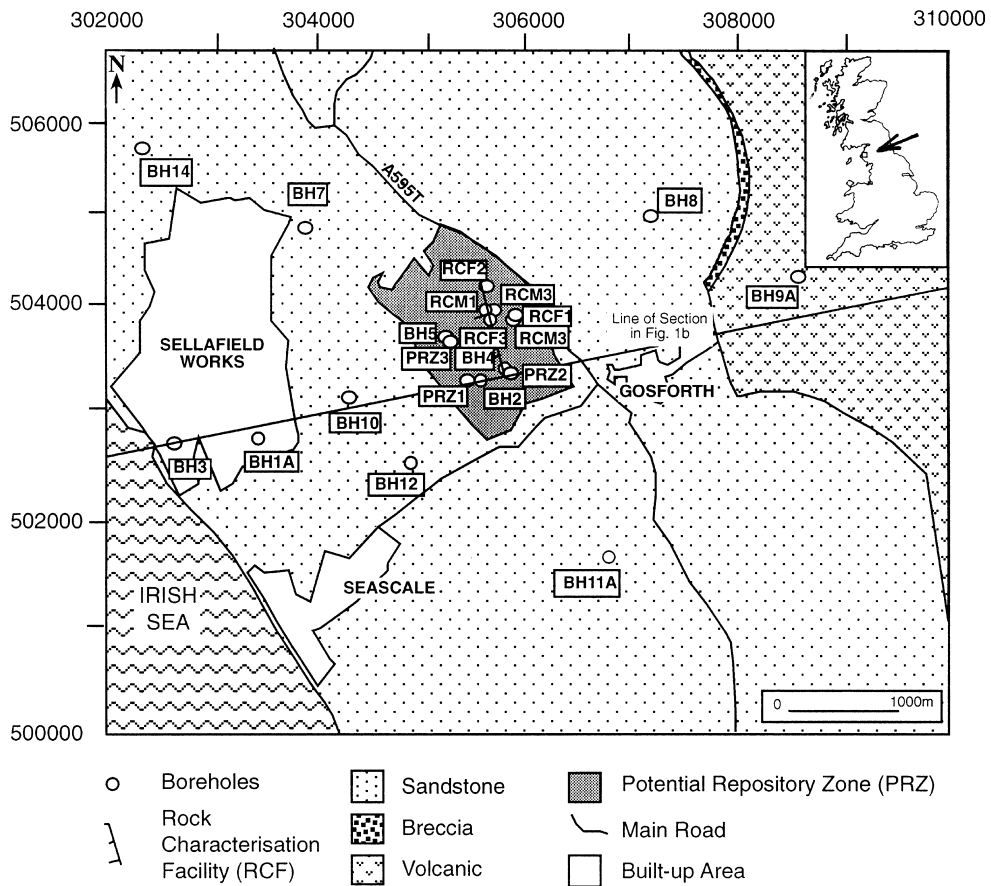 302000 304000 306000 308000 310000
N
506000
504000
502000
500000
BH14
BH7
A595T
BH8
BH9A
RCF2
RCM1
RCM3
RCF1
BH5
RCF3
RCM3
PRZ3
BH4
PRZ2
PRZ1
BH2
Line of Section
in Fig. 1b
GOSFORTH
SELLAFIELD
WORKS
BH10
BH3
BH1A
BH12
BH11A
SEASCALE
IRISH
SEA
0 1000m
Boreholes
Rock
Characterisation
Facility (RCF)
Sandstone
Breccia
Volcanic
Potential Repository Zone (PRZ)
Main Road
Built-up Area